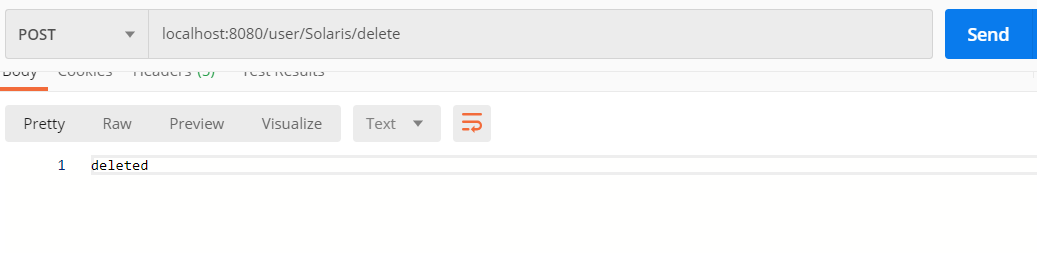 POST localhost:8080/user/Solaris/delete Send
Body Cookies Headers (5) Test Results
Pretty Raw Preview Visualize Text
1 deleted